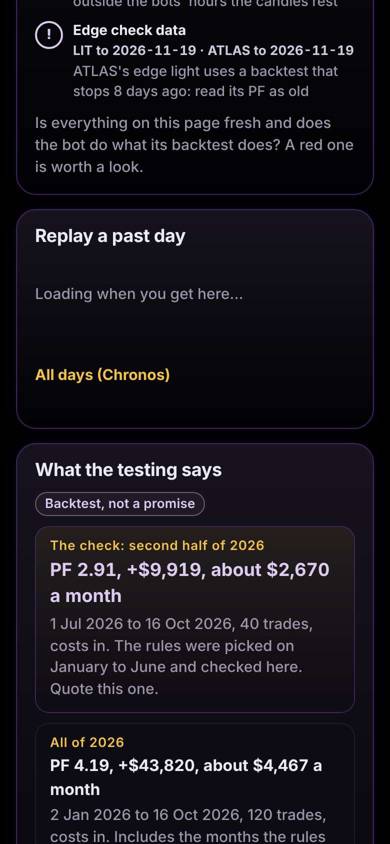 outside the bots' hours the candles rest
!
Edge check data
LIT to 2026-11-19 · ATLAS to 2026-11-19
ATLAS's edge light uses a backtest that
stops 8 days ago: read its PF as old
Is everything on this page fresh and does
the bot do what its backtest does? A red one
is worth a look.
Replay a past day
Loading when you get here...
All days (Chronos)
What the testing says
Backtest, not a promise
The check: second half of 2026
PF 2.91, +$9,919, about $2,670
a month
1 Jul 2026 to 16 Oct 2026, 40 trades,
costs in. The rules were picked on
January to June and checked here.
Quote this one.
All of 2026
PF 4.19, +$43,820, about $4,467 a
month
2 Jan 2026 to 16 Oct 2026, 120 trades,
costs in. Includes the months the rules